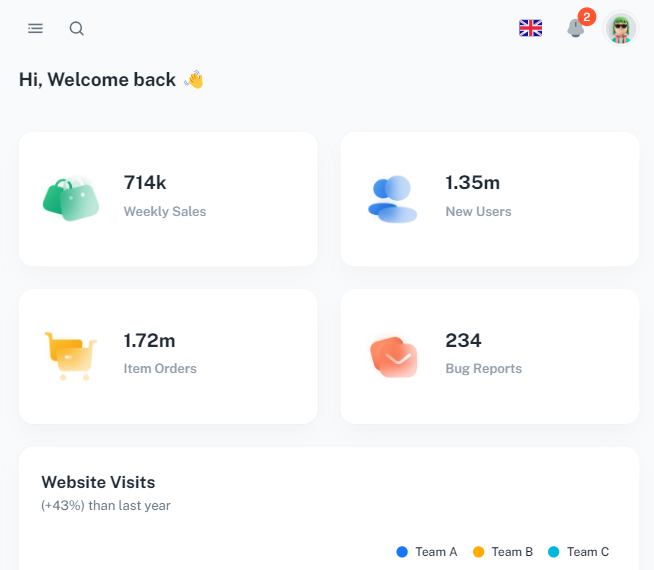 2
Hi, Welcome back 👋
714k
Weekly Sales
1.35m
New Users
1.72m
Item Orders
234
Bug Reports
Website Visits
(+43%) than last year
Team A
Team B
Team C